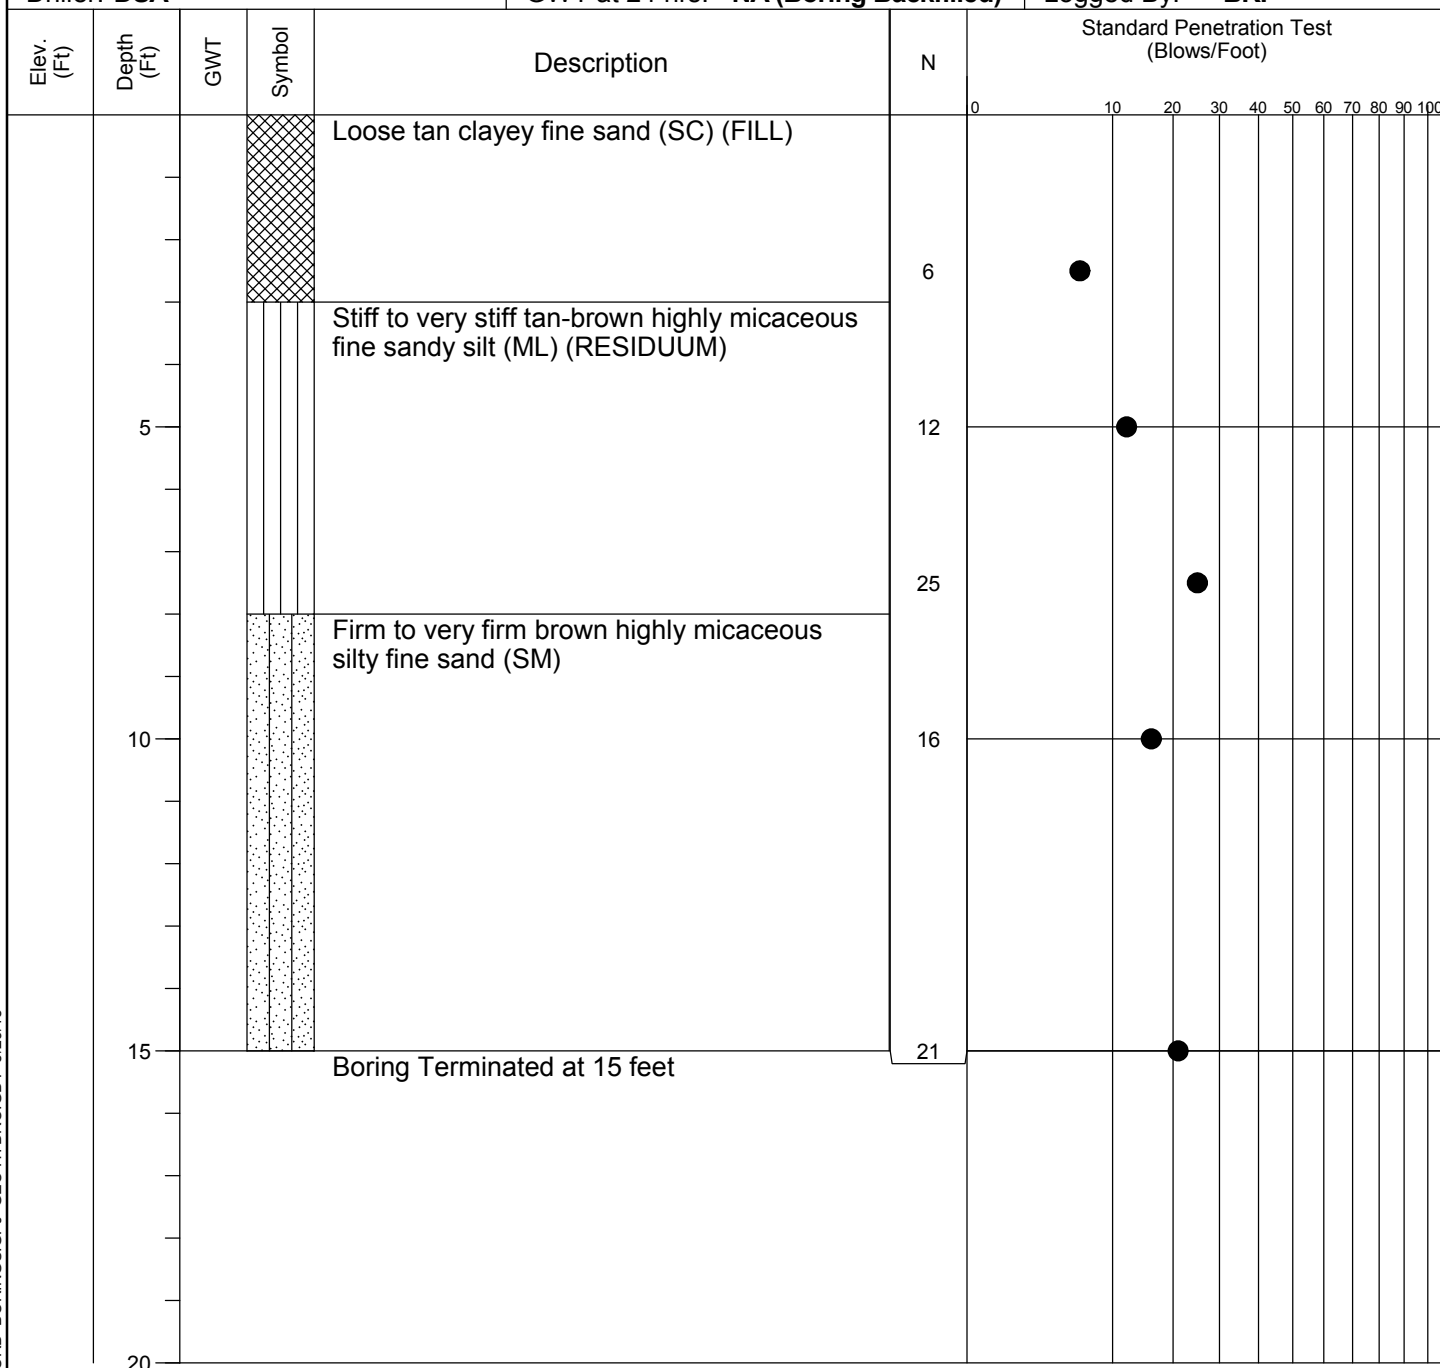 Elev. (Ft)
Depth (Ft)
GWT
Symbol
Description
N
Standard Penetration Test
(Blows/Foot)
0 10 20 30 40 50 60 70 80 90 100
Loose tan clayey fine sand (SC) (FILL)
6
Stiff to very stiff tan-brown highly micaceous
fine sandy silt (ML) (RESIDUUM)
5 12
25
Firm to very firm brown highly micaceous
silty fine sand (SM)
10 16
15 21
Boring Terminated at 15 feet
20